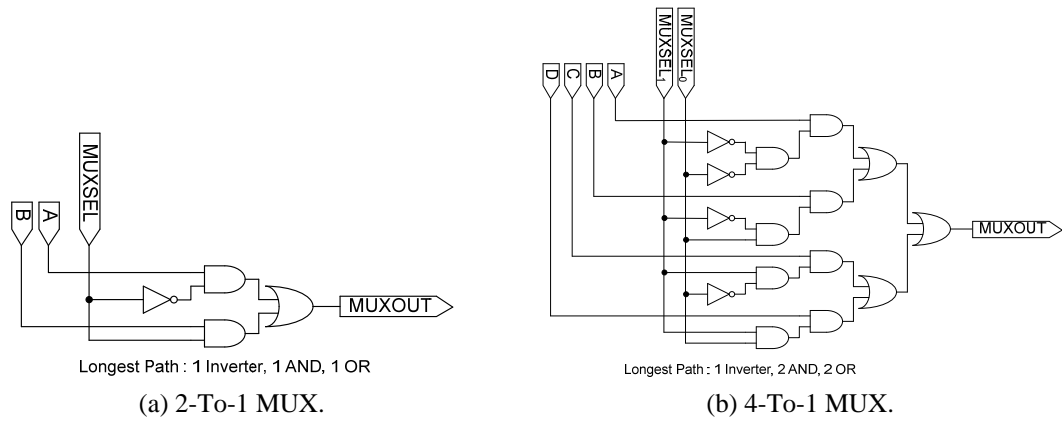 B
A
MUXSEL
MUXOUT
Longest Path : 1 Inverter, 1 AND, 1 OR
(a) 2-To-1 MUX.
D
C
B
A
MUXSEL₁
MUXSEL₀
MUXOUT
Longest Path : 1 Inverter, 2 AND, 2 OR
(b) 4-To-1 MUX.